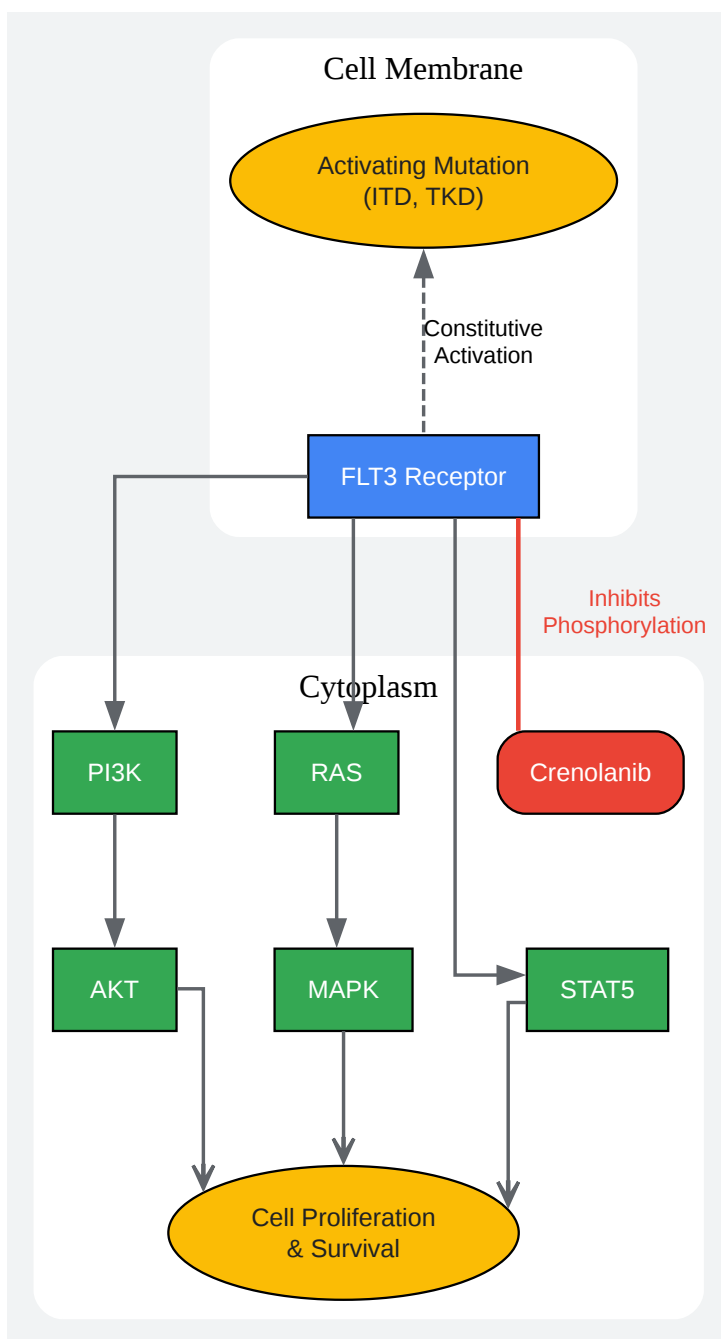 Cell Membrane
Activating Mutation
(ITD, TKD)
Constitutive
Activation
FLT3 Receptor
Inhibits
Phosphorylation
Cytoplasm
PI3K
RAS
Crenolanib
AKT
MAPK
STAT5
Cell Proliferation
& Survival